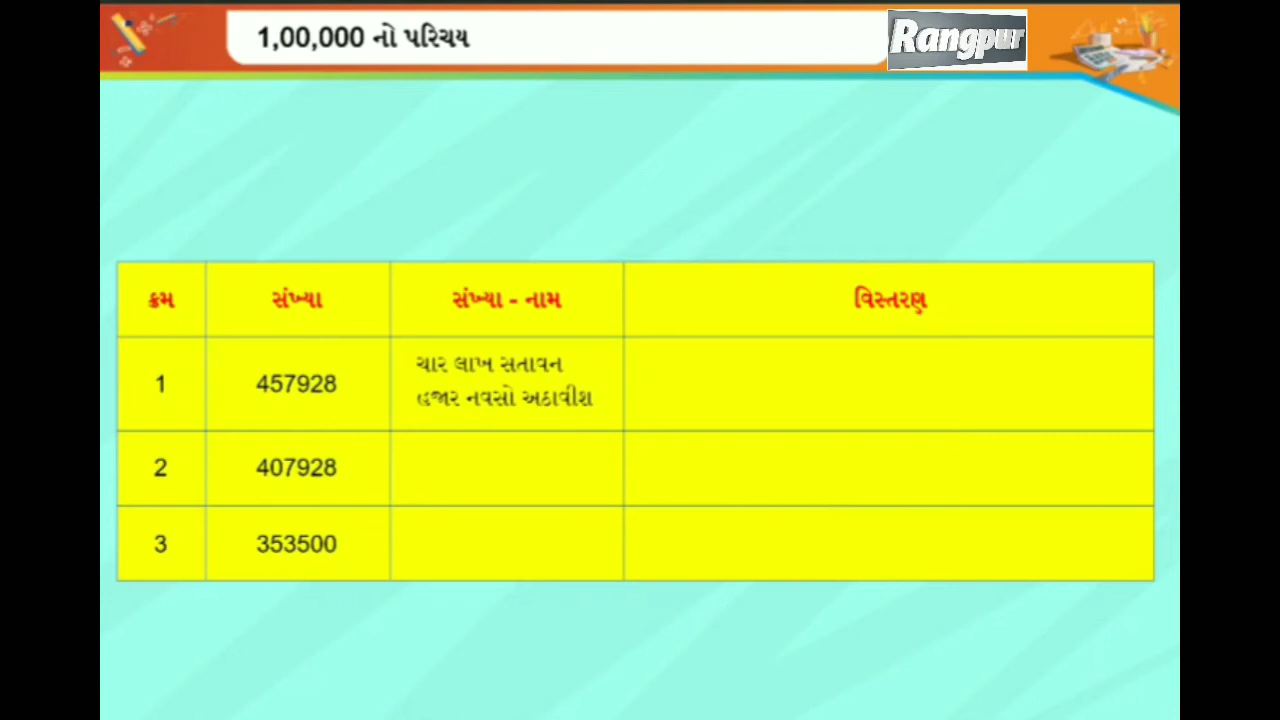 1,00,000 નો પરિચય
Rangpur
ક્રમ સંખ્યા સંખ્યા - નામ વિસ્તરણ
1 457928 ચાર લાખ સતાવન
હજાર નવસો અઠાવીશ
2 407928
3 353500